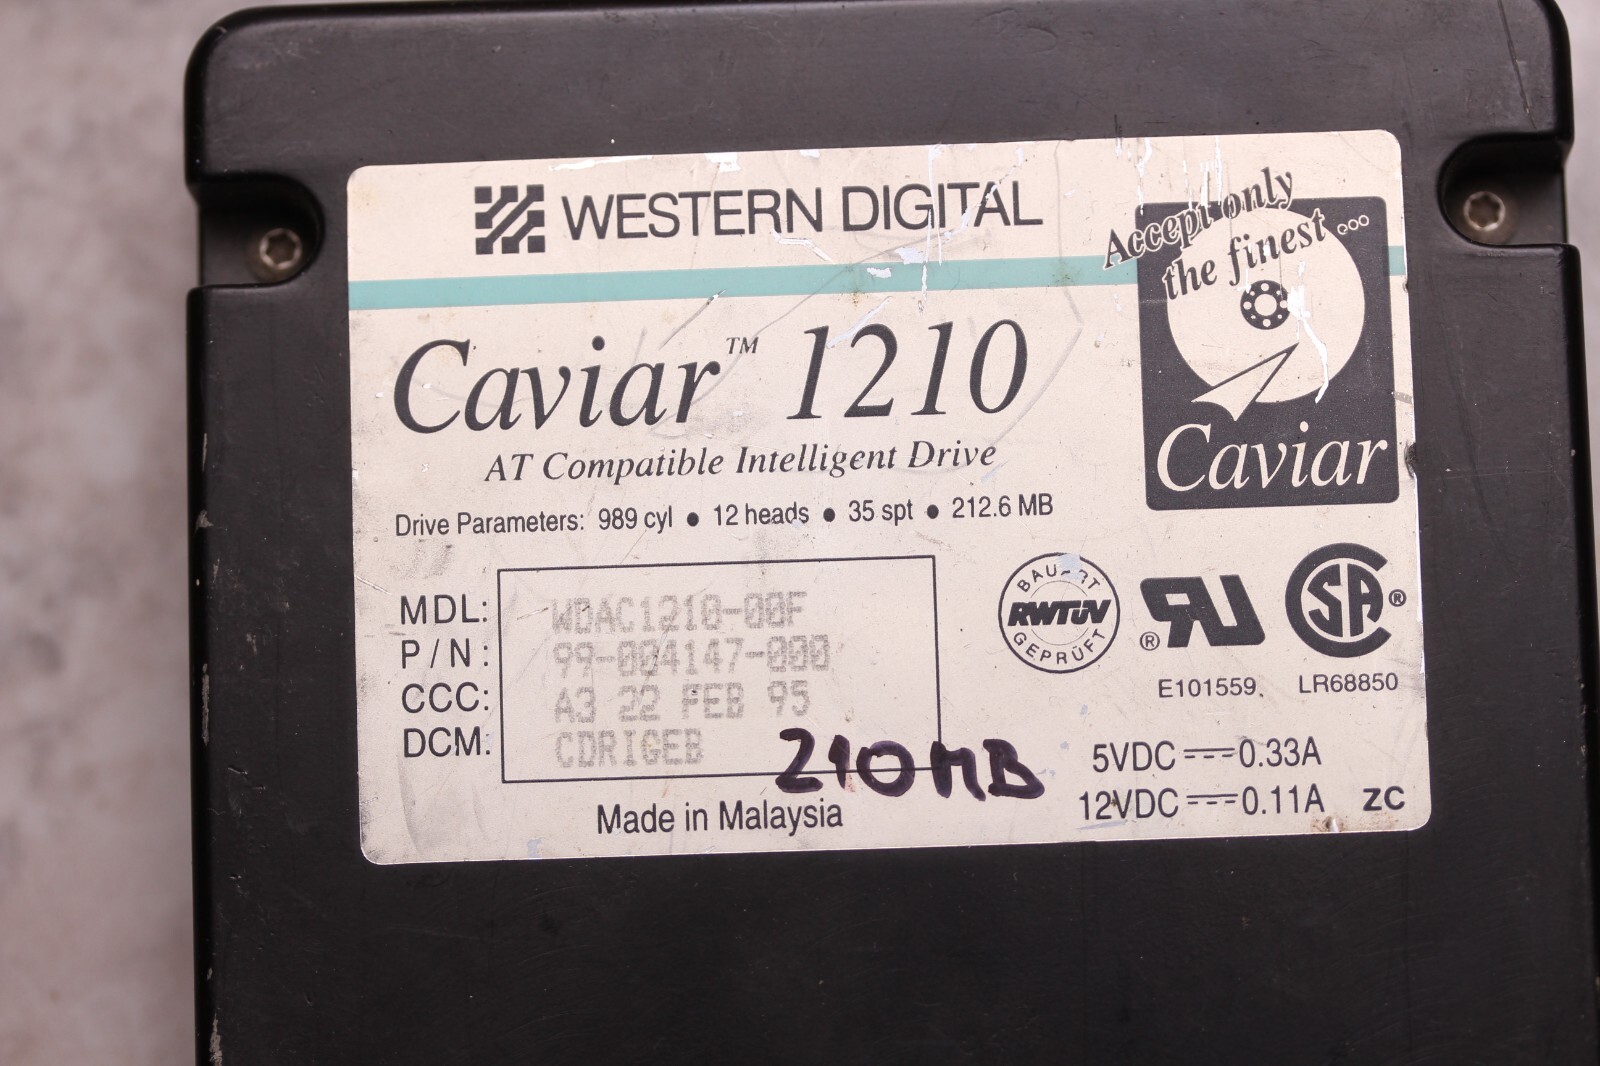 WESTERN DIGITAL
Accept only
the finest ...
Caviar™ 1210
AT Compatible Intelligent Drive
Caviar
Drive Parameters: 989 cyl ● 12 heads ● 35 spt ● 212.6 MB
MDL: WDAC1210-00F
P/N: 99-004147-000
CCC: A3 22 FEB 95
DCM: CDRIGEB
210MB
Made in Malaysia
BAUART
RWTÜV
GEPRÜFT
RU®
SA®
E101559 LR68850
5VDC 0.33A
12VDC 0.11A ZC